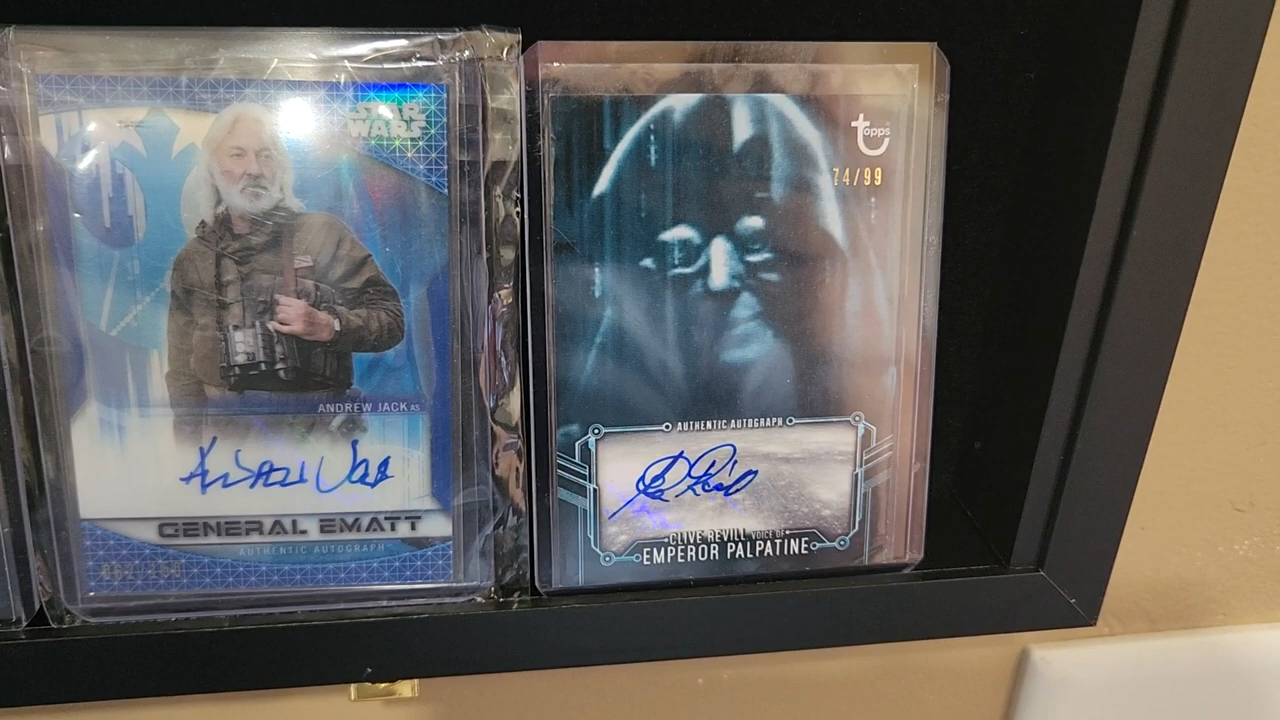 STAR
WARS
ANDREW JACK AS
GENERAL EMATT
AUTHENTIC AUTOGRAPH
topps
74/99
AUTHENTIC AUTOGRAPH
CLIVE REVILL VOICE OF
EMPEROR PALPATINE